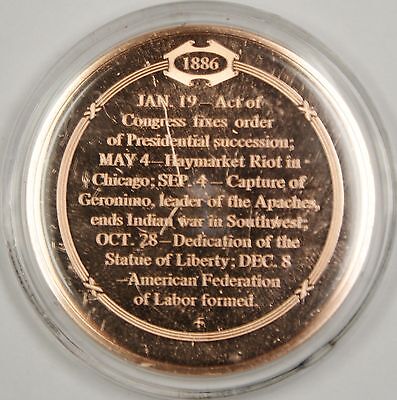 1886
JAN. 19—Act of
Congress fixes order
of Presidential succession;
MAY 4—Haymarket Riot in
Chicago; SEP. 4—Capture of
Geronimo, leader of the Apaches,
ends Indian war in Southwest;
OCT. 28—Dedication of the
Statue of Liberty; DEC. 8
—American Federation
of Labor formed.